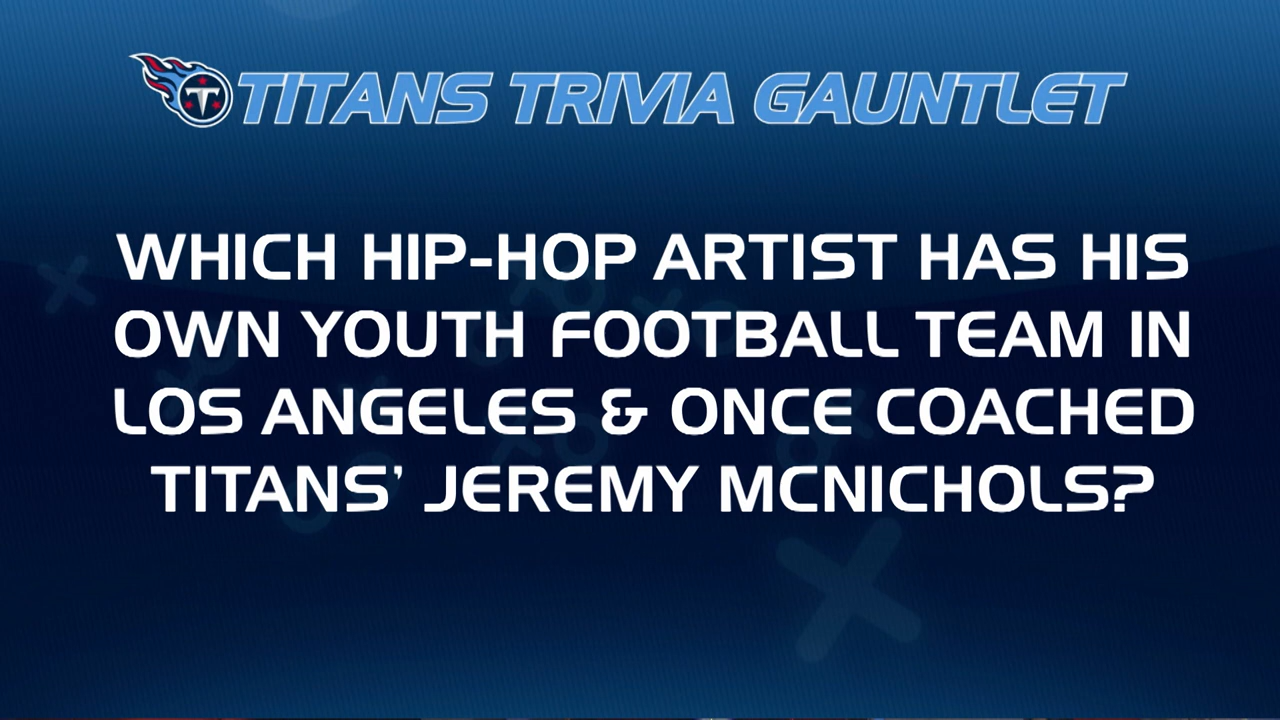 TITANS TRIVIA GAUNTLET
WHICH HIP-HOP ARTIST HAS HIS
OWN YOUTH FOOTBALL TEAM IN
LOS ANGELES & ONCE COACHED
TITANS' JEREMY MCNICHOLS?